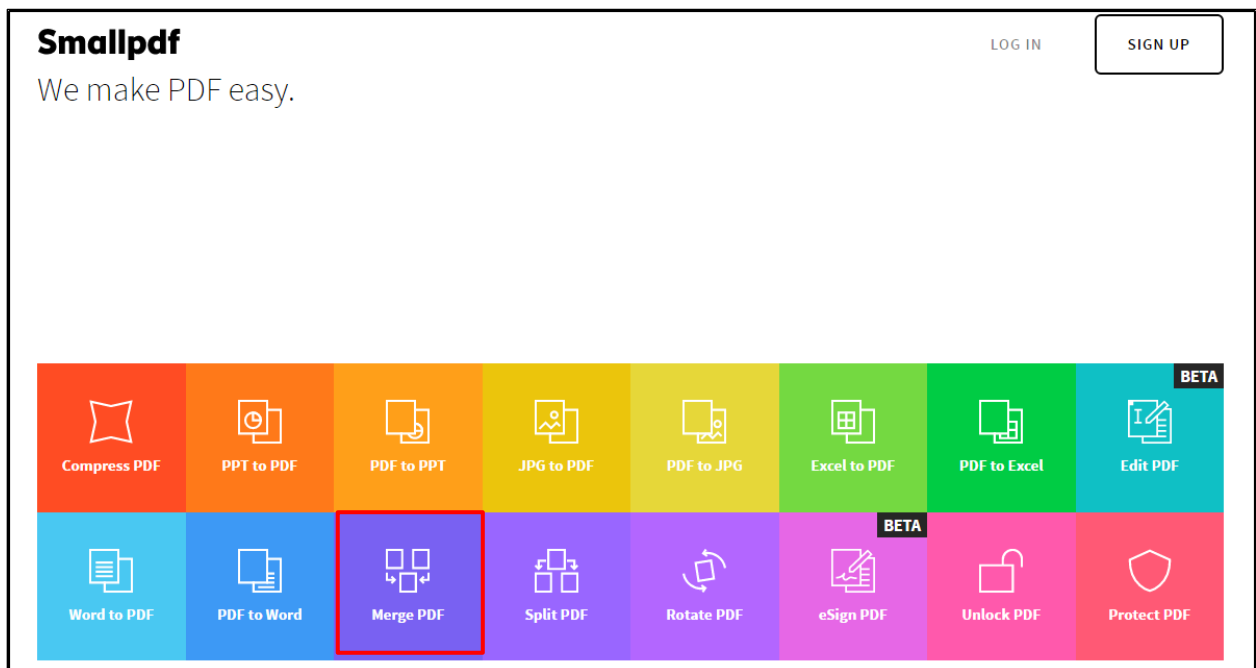 Smallpdf
LOG IN
SIGN UP
We make PDF easy.
BETA
Compress PDF
PPT to PDF
PDF to PPT
JPG to PDF
PDF to JPG
Excel to PDF
PDF to Excel
Edit PDF
BETA
Word to PDF
PDF to Word
Merge PDF
Split PDF
Rotate PDF
eSign PDF
Unlock PDF
Protect PDF